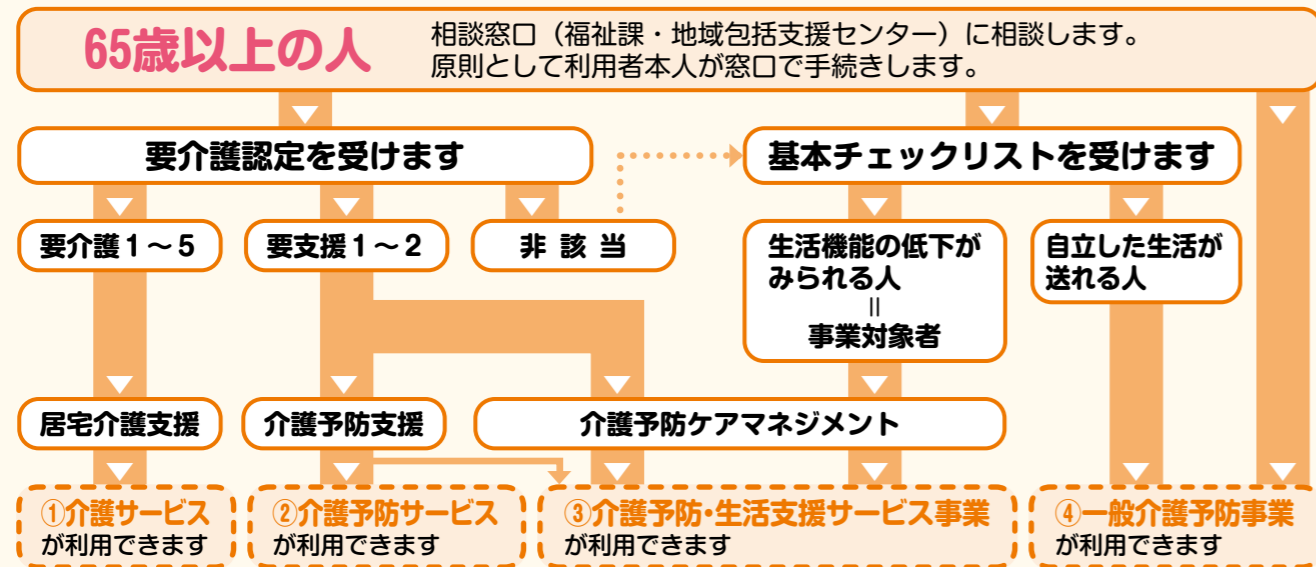 65歳以上の人
相談窓口（福祉課・地域包括支援センター）に相談します。
原則として利用者本人が窓口で手続きします。
要介護認定を受けます
基本チェックリストを受けます
要介護１～５
要支援１～２
非 該 当
生活機能の低下が
みられる人
＝
事業対象者
自立した生活が
送れる人
居宅介護支援
介護予防支援
介護予防ケアマネジメント
①介護サービス
が利用できます
②介護予防サービス
が利用できます
③介護予防・生活支援サービス事業
が利用できます
④一般介護予防事業
が利用できます